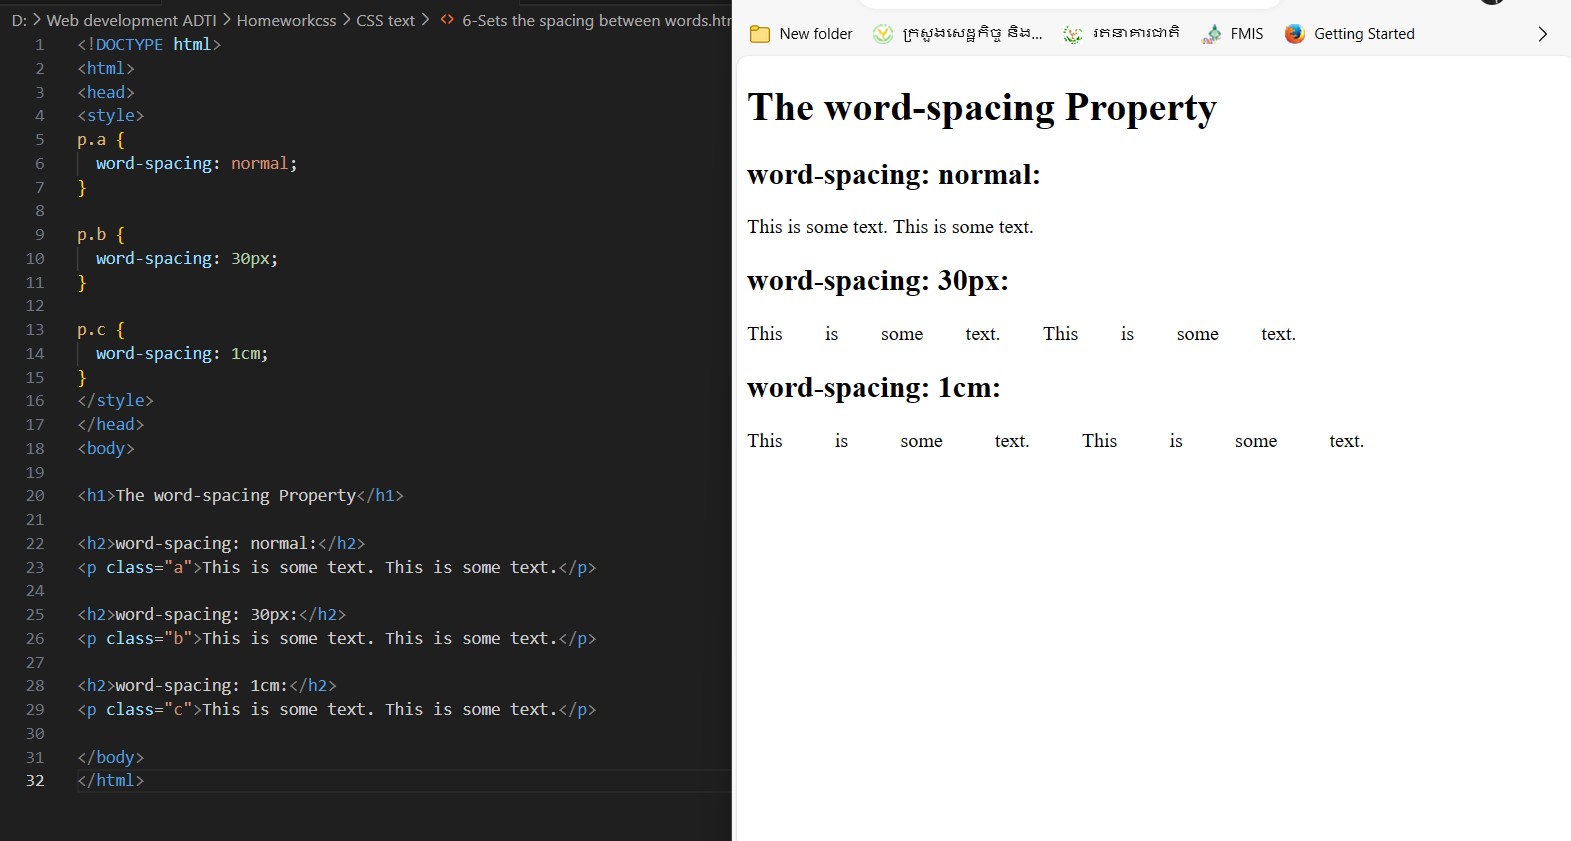 D: > Web development ADTI > Homeworkcss > CSS text > <> 6-Sets the spacing between words.htm
1 <!DOCTYPE html>
2 <html>
3 <head>
4 <style>
5 p.a {
6   word-spacing: normal;
7 }
8
9 p.b {
10   word-spacing: 30px;
11 }
12
13 p.c {
14   word-spacing: 1cm;
15 }
16 </style>
17 </head>
18 <body>
19
20 <h1>The word-spacing Property</h1>
21
22 <h2>word-spacing: normal:</h2>
23 <p class="a">This is some text. This is some text.</p>
24
25 <h2>word-spacing: 30px:</h2>
26 <p class="b">This is some text. This is some text.</p>
27
28 <h2>word-spacing: 1cm:</h2>
29 <p class="c">This is some text. This is some text.</p>
30
31 </body>
32 </html>
New folder ក្រសួងសេដ្ឋកិច្ច និង... រតនាគារជាតិ FMIS Getting Started
The word-spacing Property
word-spacing: normal:
This is some text. This is some text.
word-spacing: 30px:
This is some text. This is some text.
word-spacing: 1cm:
This is some text. This is some text.